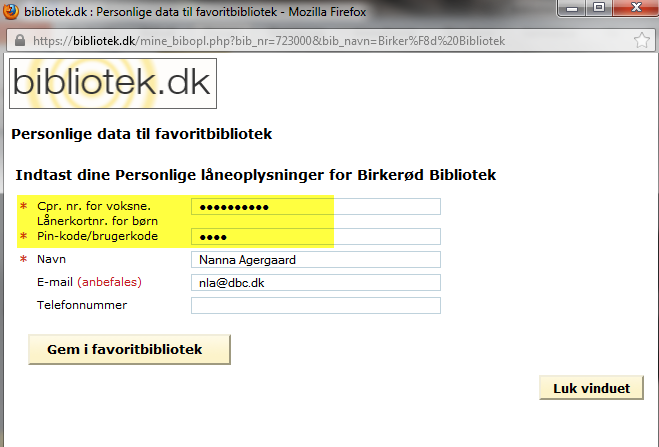 bibliotek.dk : Personlige data til favoritbibliotek - Mozilla Firefox
https://bibliotek.dk/mine_bibopl.php?bib_nr=723000&bib_navn=Birker%F8d%20Bibliotek
bibliotek.dk
Personlige data til favoritbibliotek
Indtast dine Personlige låneoplysninger for Birkerød Bibliotek
* Cpr. nr. for voksne. ●●●●●●●●●●
Lånerkortnr. for børn
* Pin-kode/brugerkode ●●●●
* Navn Nanna Agergaard
E-mail (anbefales) nla@dbc.dk
Telefonnummer
Gem i favoritbibliotek
Luk vinduet